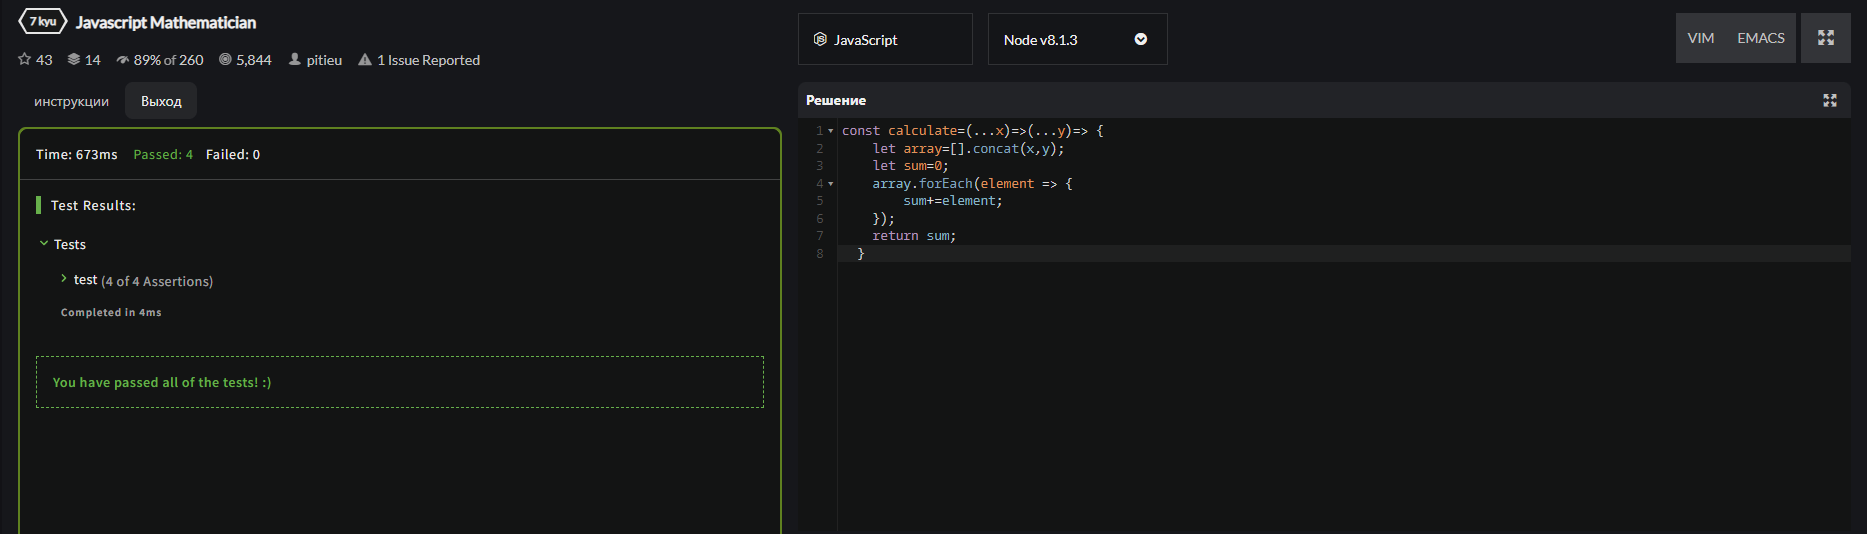 7 kyu Javascript Mathematician
43 14 89% of 260 5,844 pitieu 1 Issue Reported
инструкции Выход
Time: 673ms Passed: 4 Failed: 0
Test Results:
Tests
test (4 of 4 Assertions)
Completed in 4ms
You have passed all of the tests! :)
JS JavaScript Node v8.1.3 VIM EMACS
Решение
1 const calculate=(...x)=>(...y)=> {
2 let array=[].concat(x,y);
3 let sum=0;
4 array.forEach(element => {
5 sum+=element;
6 });
7 return sum;
8 }